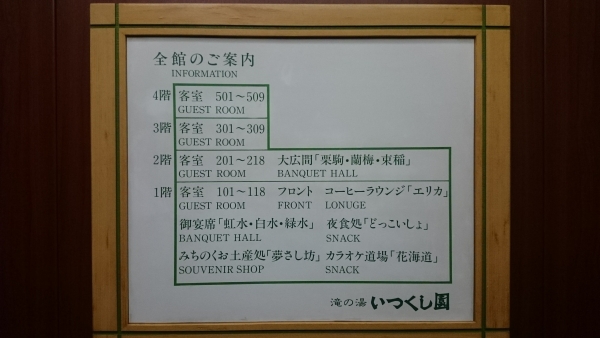 全館のご案内
INFORMATION
4階 客室 501～509
GUEST ROOM
3階 客室 301～309
GUEST ROOM
2階 客室 201～218 大広間「栗駒・蘭梅・束稲」
GUEST ROOM BANQUET HALL
1階 客室 101～118 フロント コーヒーラウンジ「エリカ」
GUEST ROOM FRONT LONUGE
御宴席「虹水・白水・緑水」 夜食処「どっこいしょ」
BANQUET HALL SNACK
みちのくお土産処「夢さし坊」 カラオケ道場「花海道」
SOUVENIR SHOP SNACK
滝の湯 いつくし園